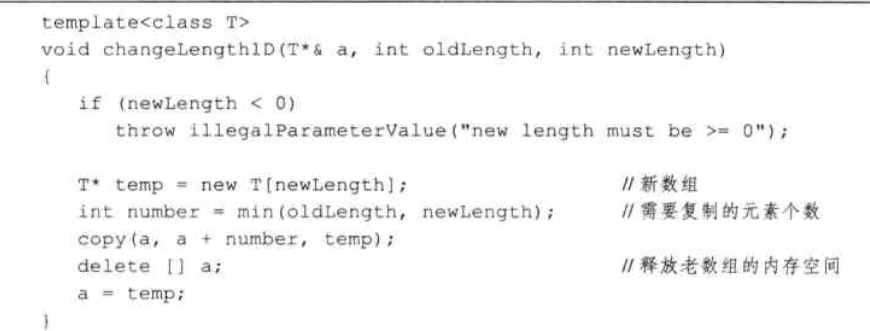 template<class T>
void changeLength1D(T*& a, int oldLength, int newLength)
{
if (newLength < 0)
throw illegalParameterValue("new length must be >= 0");
T* temp = new T[newLength]; //新数组
int number = min(oldLength, newLength); //需要复制的元素个数
copy(a, a + number, temp);
delete [] a; //释放老数组的内存空间
a = temp;
}